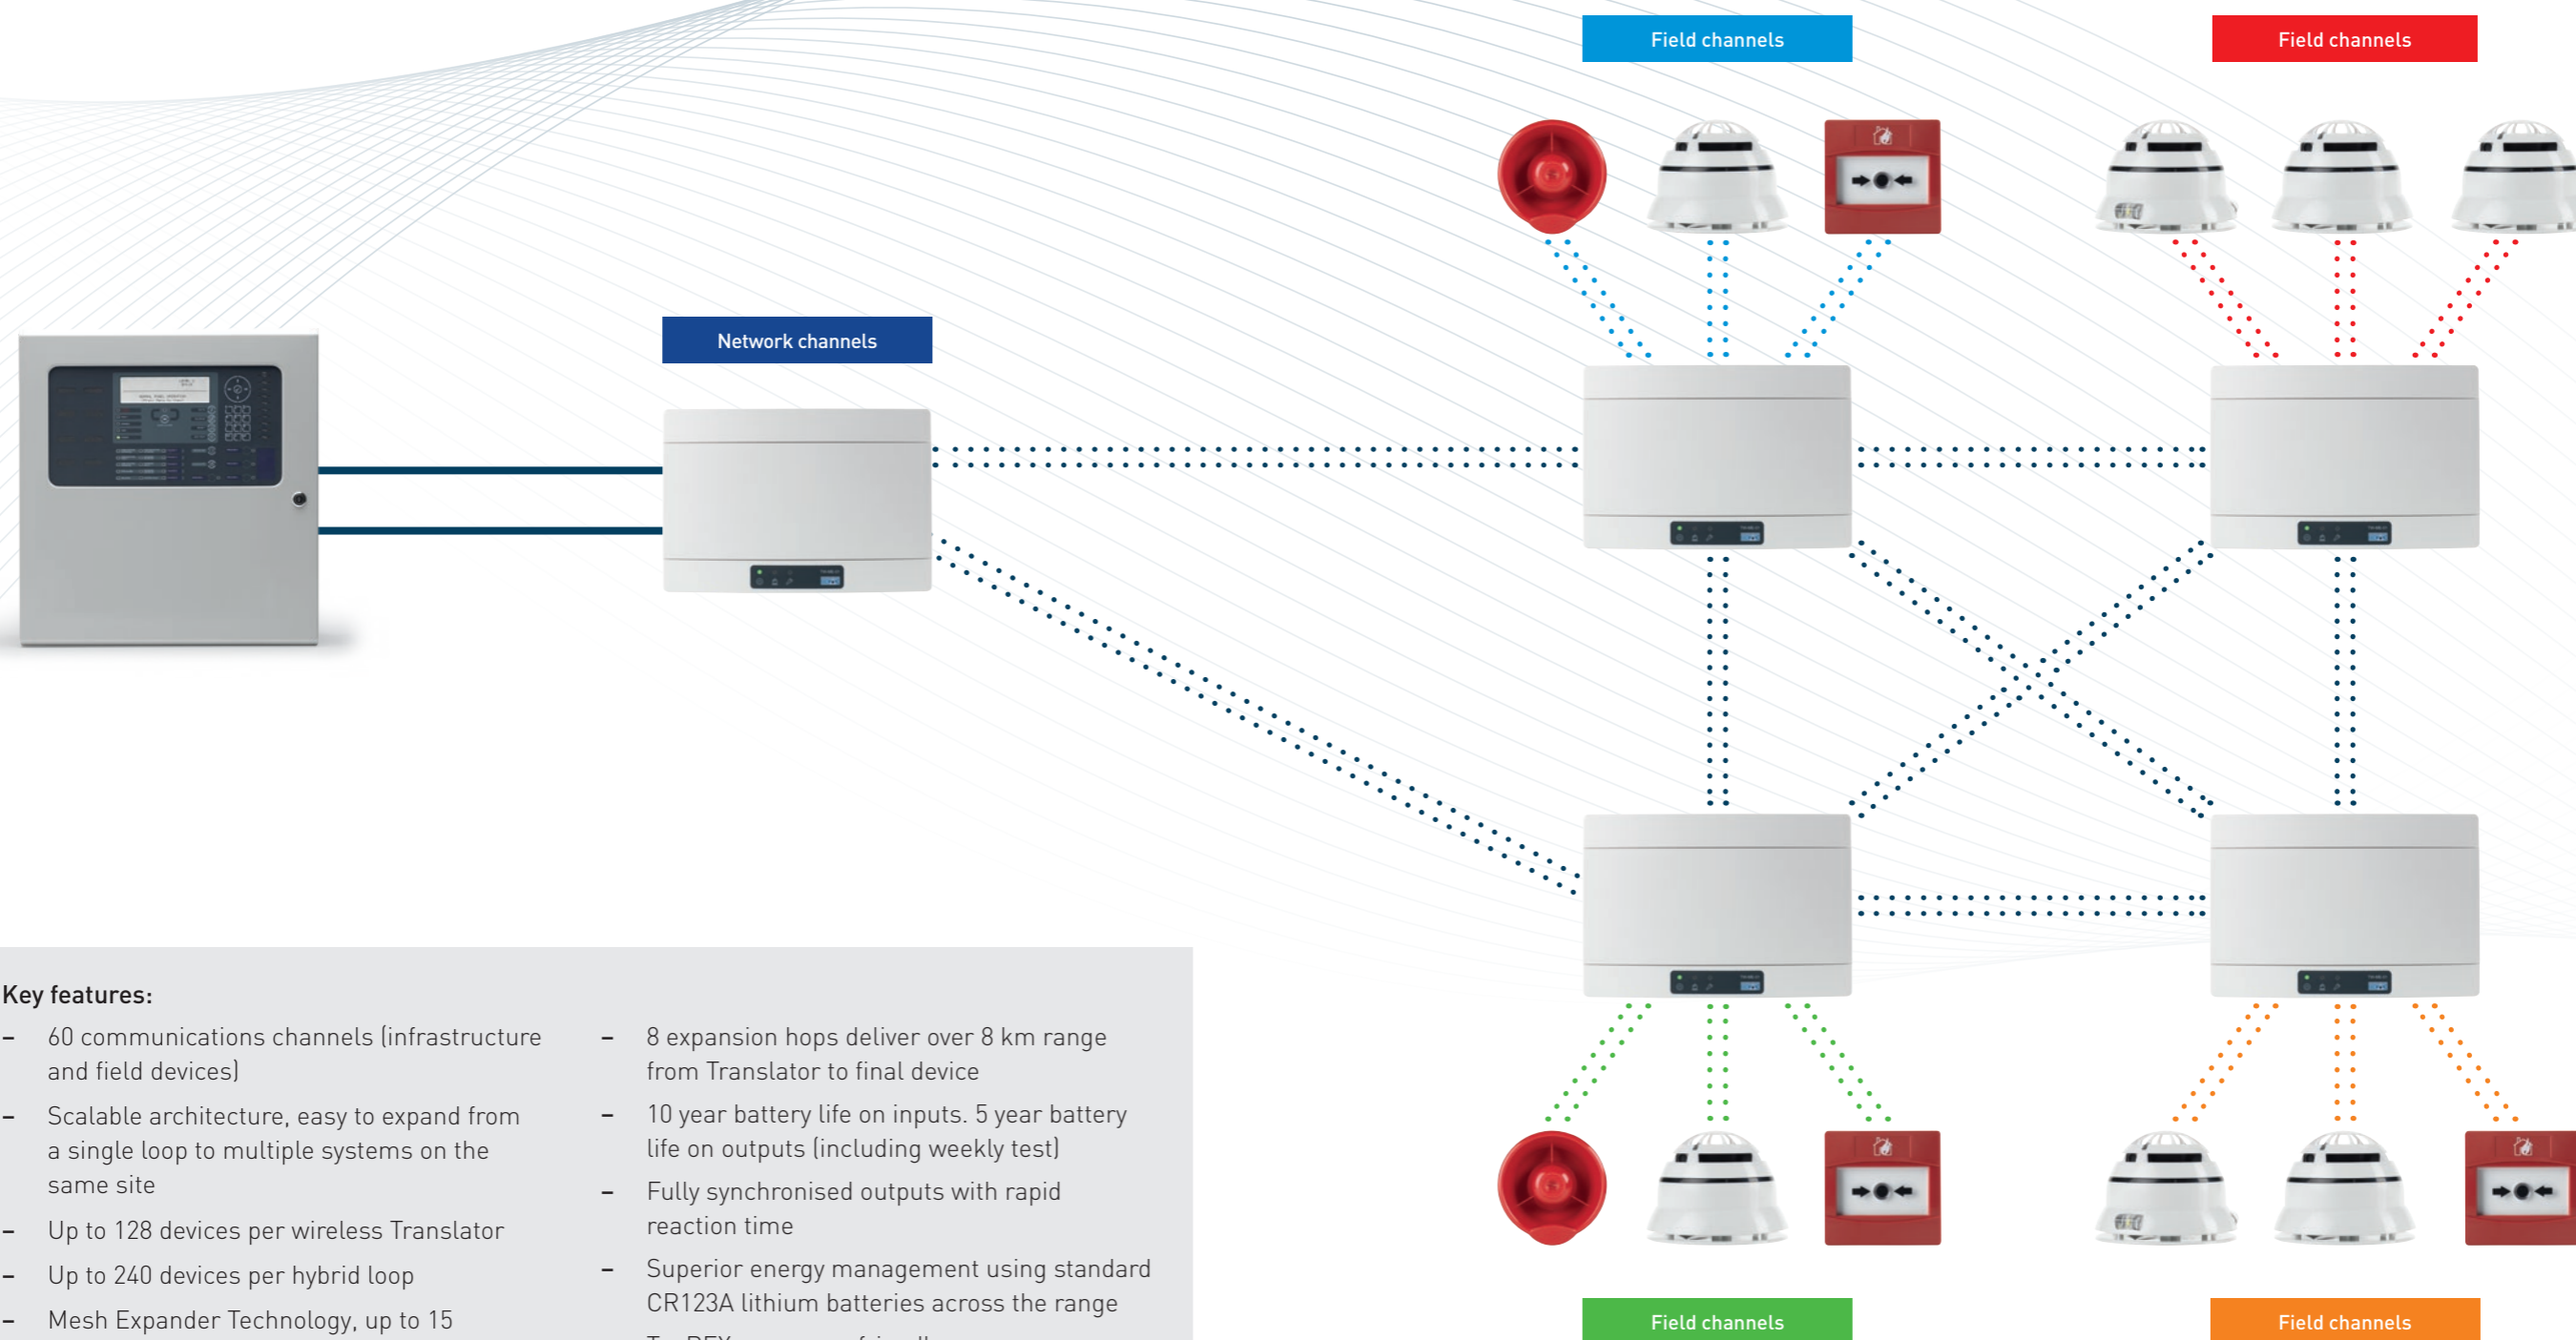 Field channels
Field channels
Network channels
Key features:
– 60 communications channels (infrastructure
and field devices)
– Scalable architecture, easy to expand from
a single loop to multiple systems on the
same site
– Up to 128 devices per wireless Translator
– Up to 240 devices per hybrid loop
– Mesh Expander Technology, up to 15
– 8 expansion hops deliver over 8 km range
from Translator to final device
– 10 year battery life on inputs. 5 year battery
life on outputs (including weekly test)
– Fully synchronised outputs with rapid
reaction time
– Superior energy management using standard
CR123A lithium batteries across the range
Field channels
Field channels